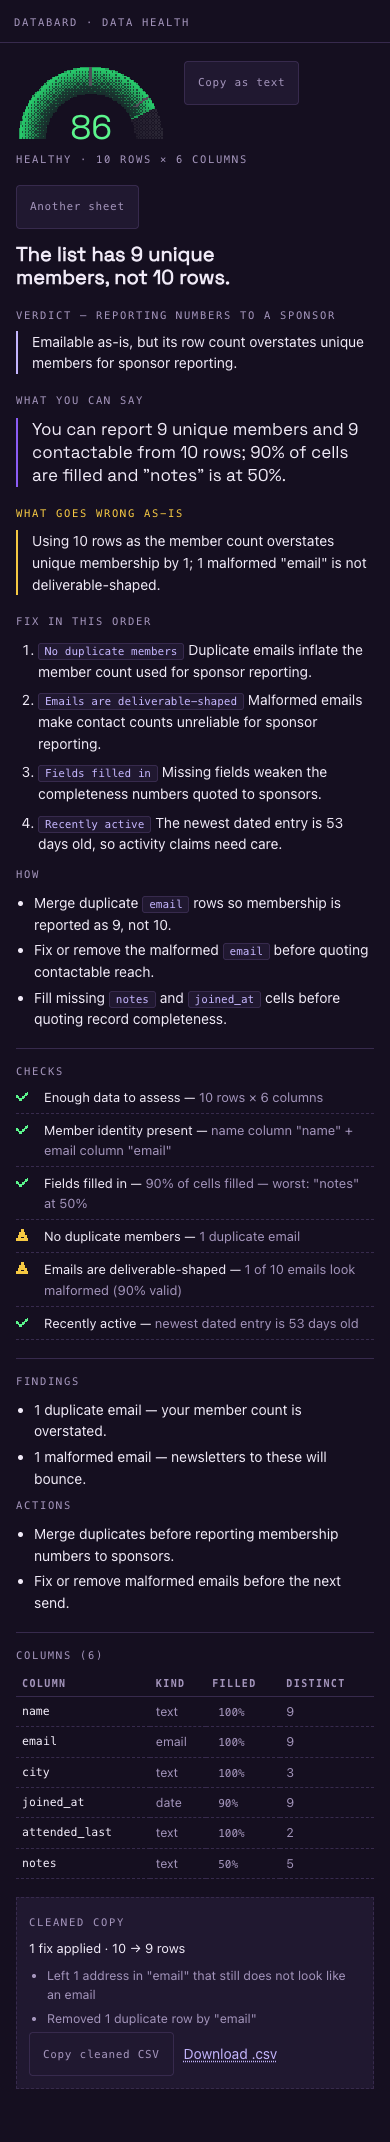 DATABARD · DATA HEALTH
86
Copy as text
HEALTHY · 10 ROWS × 6 COLUMNS
Another sheet
The list has 9 unique
members, not 10 rows.
VERDICT — REPORTING NUMBERS TO A SPONSOR
Emailable as-is, but its row count overstates unique
members for sponsor reporting.
WHAT YOU CAN SAY
You can report 9 unique members and 9
contactable from 10 rows; 90% of cells
are filled and "notes" is at 50%.
WHAT GOES WRONG AS-IS
Using 10 rows as the member count overstates
unique membership by 1; 1 malformed "email" is not
deliverable-shaped.
FIX IN THIS ORDER
1. No duplicate members Duplicate emails inflate the
member count used for sponsor reporting.
2. Emails are deliverable-shaped Malformed emails
make contact counts unreliable for sponsor
reporting.
3. Fields filled in Missing fields weaken the
completeness numbers quoted to sponsors.
4. Recently active The newest dated entry is 53
days old, so activity claims need care.
HOW
• Merge duplicate email rows so membership is
reported as 9, not 10.
• Fix or remove the malformed email before quoting
contactable reach.
• Fill missing notes and joined_at cells before
quoting record completeness.
CHECKS
Enough data to assess — 10 rows × 6 columns
Member identity present — name column "name" +
email column "email"
Fields filled in — 90% of cells filled — worst: "notes"
at 50%
No duplicate members — 1 duplicate email
Emails are deliverable-shaped — 1 of 10 emails look
malformed (90% valid)
Recently active — newest dated entry is 53 days old
FINDINGS
• 1 duplicate email — your member count is
overstated.
• 1 malformed email — newsletters to these will
bounce.
ACTIONS
• Merge duplicates before reporting membership
numbers to sponsors.
• Fix or remove malformed emails before the next
send.
COLUMNS (6)
COLUMN KIND FILLED DISTINCT
name text 100% 9
email email 100% 9
city text 100% 3
joined_at date 90% 9
attended_last text 100% 2
notes text 50% 5
CLEANED COPY
1 fix applied · 10 → 9 rows
• Left 1 address in "email" that still does not look like
an email
• Removed 1 duplicate row by "email"
Copy cleaned CSV Download .csv